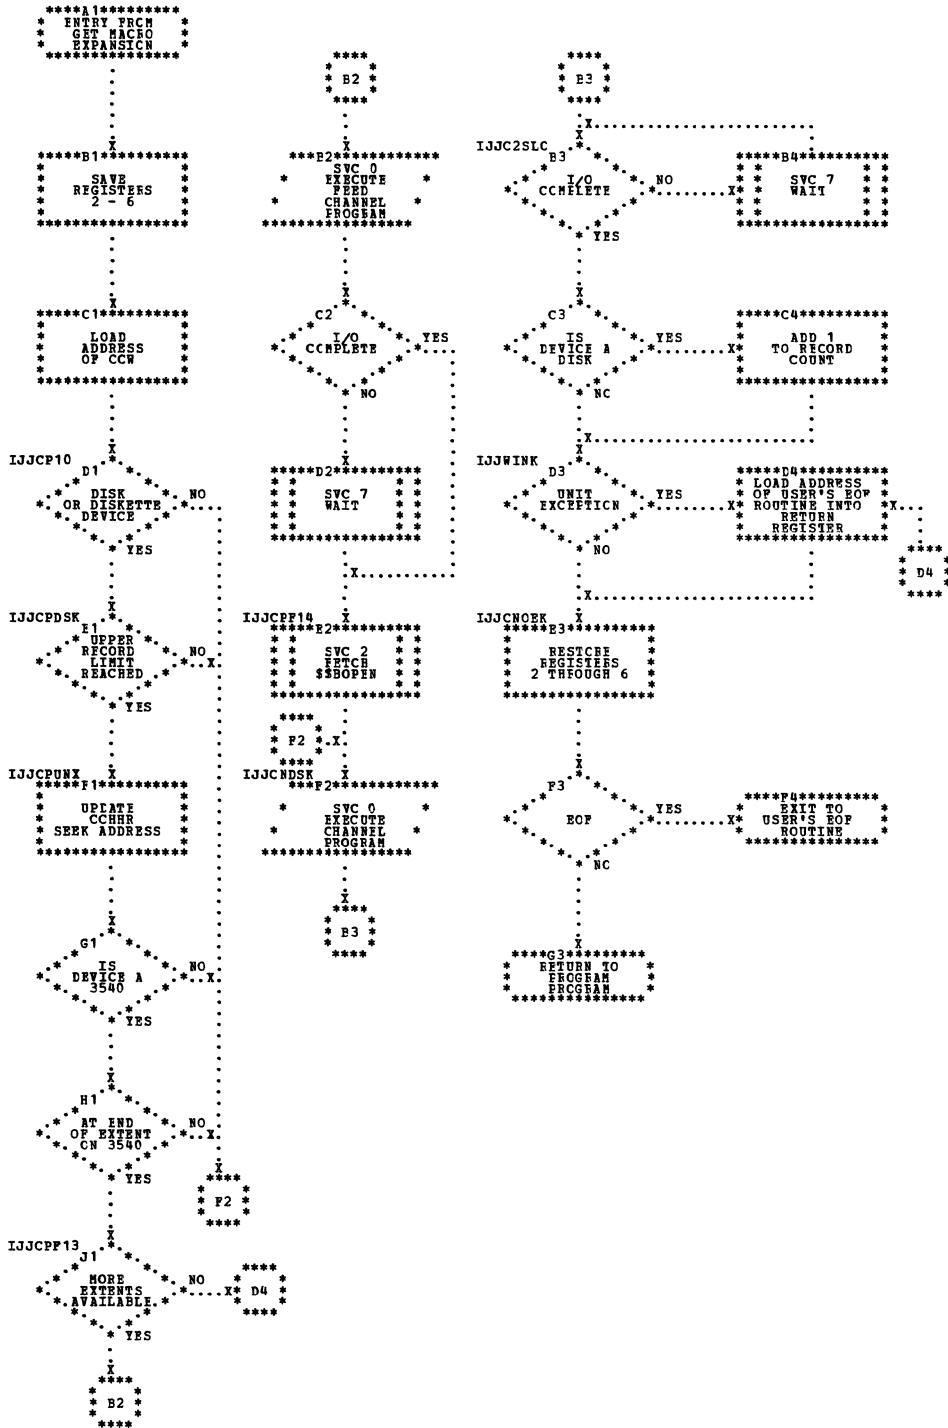 A1
ENTRY FRCM
GET MACRO
EXPANSICN
B1
SAVE
REGISTERS
2 - 6
C1
LOAD
ADDRESS
OF CCW
IJJCP10
D1
DISK
OR DISKETTE
DEVICE
NO
YES
IJJCPDSK
E1
UPPER
RECORD
LIMIT
REACHED
NO
YES
IJJCPUNX
F1
UPDATE
CCHHR
SEEK ADDRESS
G1
IS
DEVICE A
3540
NO
YES
H1
AT END
OF EXTENT
CN 3540
NO
YES
F2
IJJCPF13
J1
MORE
EXTENTS
AVAILABLE
NO
D4
YES
B2
B2
B2
SVC 0
EXECUTE
FEED
CHANNEL
PROGRAM
C2
I/O
CCMPLETE
YES
NO
D2
SVC 7
WAIT
IJJCPF14
E2
SVC 2
FETCH
$$BOPEN
F2
IJJCNDSK
F2
SVC 0
EXECUTE
CHANNEL
PROGRAM
B3
B3
IJJC2SLC
B3
I/O
CCMPLETE
NO
YES
B4
SVC 7
WAIT
C3
IS
DEVICE A
DISK
YES
NC
C4
ADD 1
TO RECORD
COUNT
IJJWINK
D3
UNIT
EXCEPTICN
YES
NO
D4
LOAD ADDRESS
OF USER'S EOF
ROUTINE INTO
RETURN
REGISTER
D4
IJJCNOEK
E3
RESTCRE
REGISTERS
2 THROUGH 6
F3
EOF
YES
NC
F4
EXIT TO
USER'S EOF
ROUTINE
G3
RETURN TO
PROGRAM
PRCGRAM